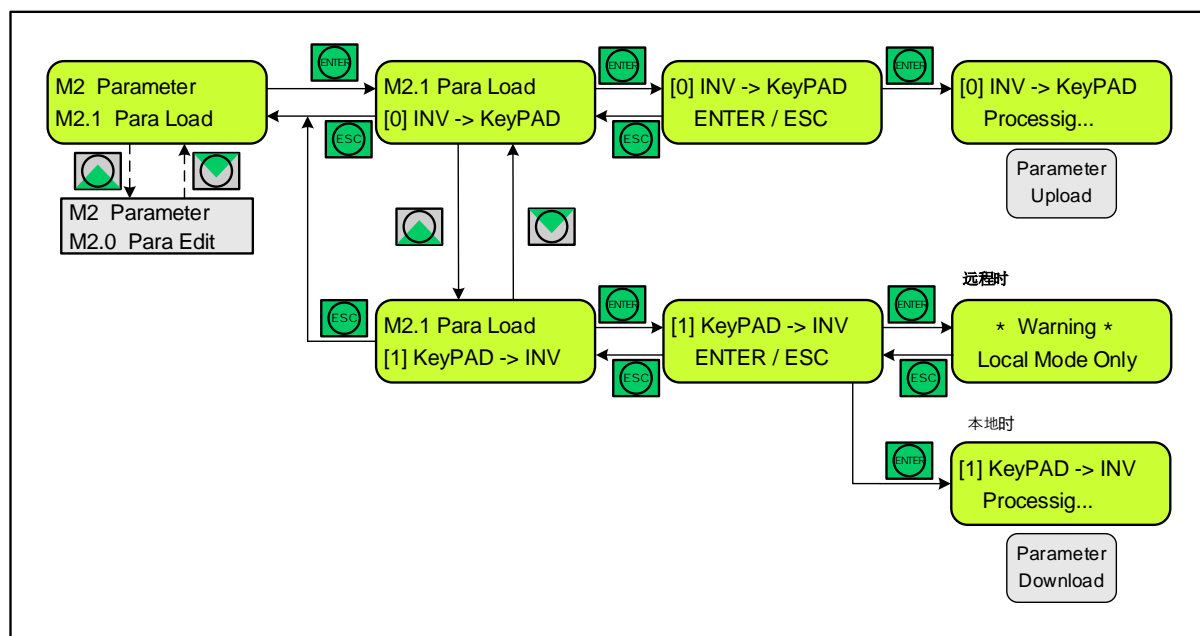 ENTER
ENTER
ENTER
M2 Parameter
M2.1 Para Load
M2.1 Para Load
[0] INV -> KeyPAD
[0] INV -> KeyPAD
ENTER / ESC
[0] INV -> KeyPAD
Processig...
ESC
ESC
Parameter
Upload
M2 Parameter
M2.0 Para Edit
远程时
ESC
ENTER
ENTER
M2.1 Para Load
[1] KeyPAD -> INV
[1] KeyPAD -> INV
ENTER / ESC
* Warning *
Local Mode Only
ESC
ESC
本地时
ENTER
[1] KeyPAD -> INV
Processig...
Parameter
Download